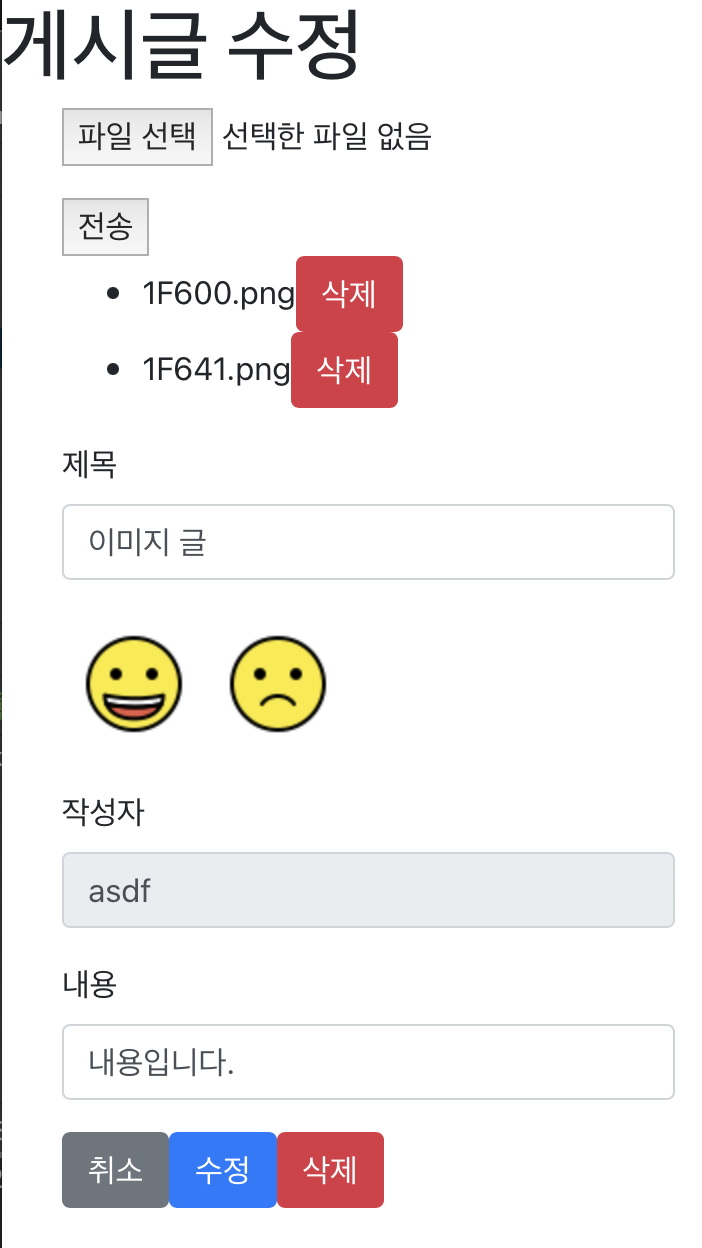 게시글 수정
파일 선택 선택한 파일 없음
전송
1F600.png 삭제
1F641.png 삭제
제목
이미지 글
작성자
asdf
내용
내용입니다.
취소 수정 삭제